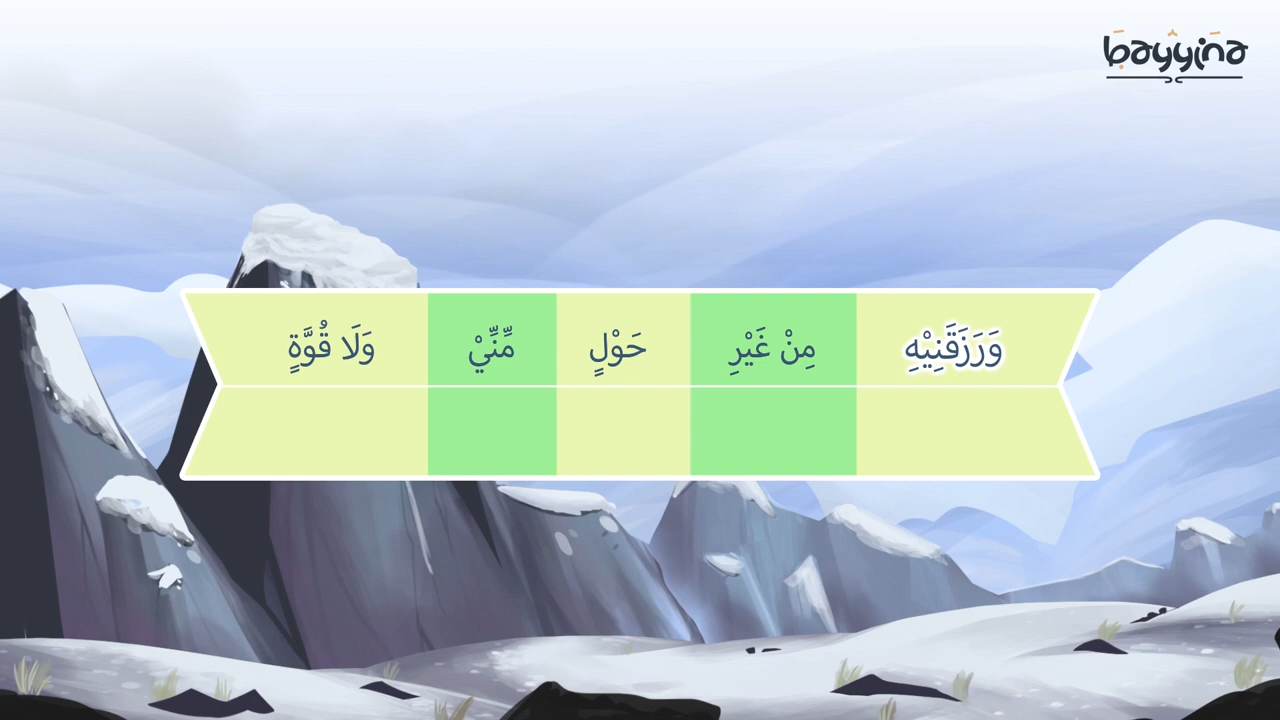 bayyina
وَرَزَقَنِيْهِ مِنْ غَيْرِ حَوْلٍ مِّنِّيْ وَلَا قُوَّةٍ